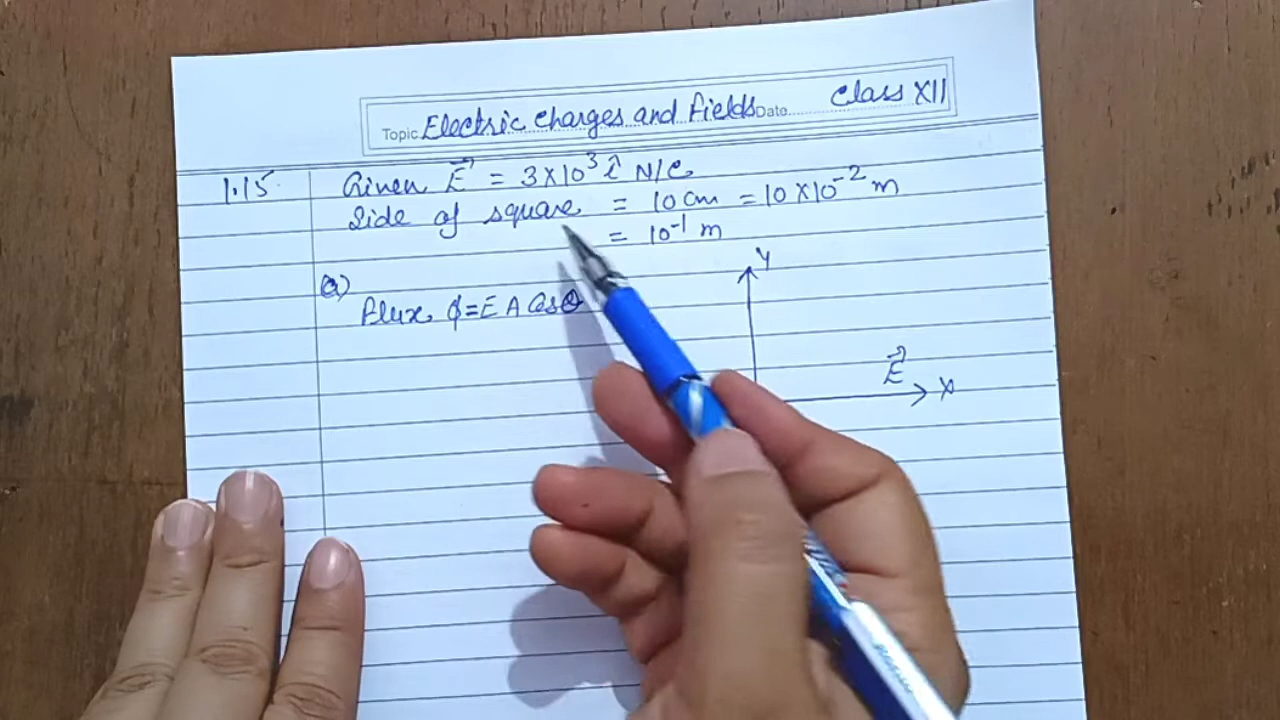 Topic Electric Charges and Fields Date Class XII
1.15 Given E⃗ = 3×10³ î N/C
Side of square = 10 cm = 10×10⁻² m
= 10⁻¹ m
Y
(a)
Flux ϕ = E A Cosθ
E⃗
X